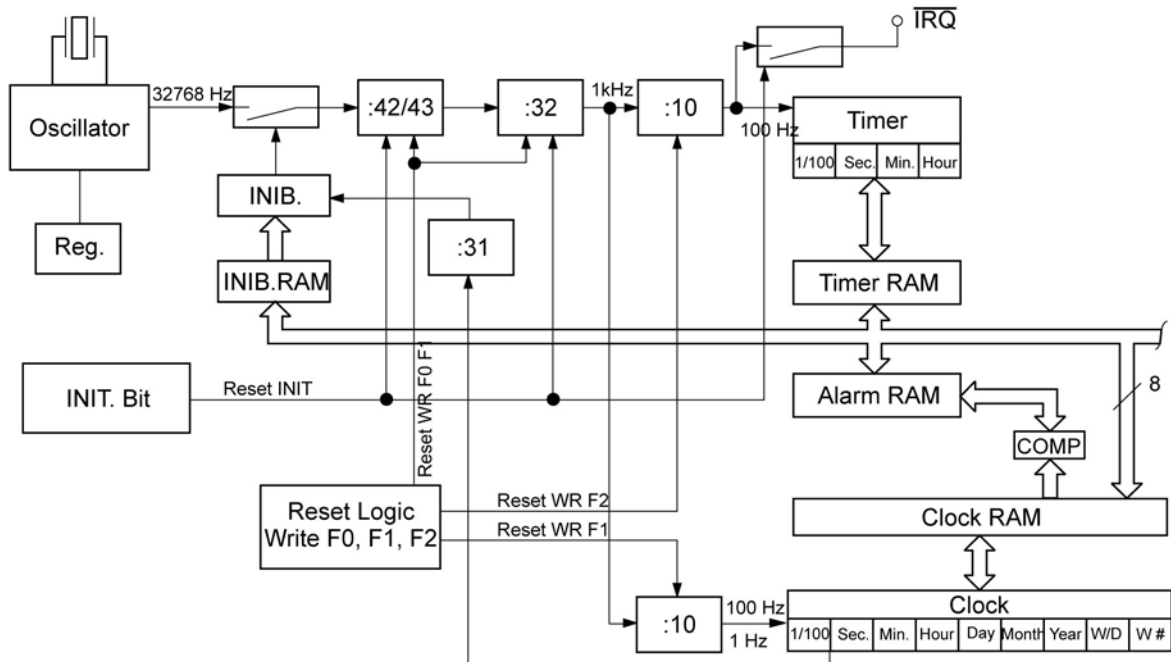 IRQ
32768 Hz
Oscillator
:42/43
:32
1kHz
:10
100 Hz
Timer
1/100 Sec. Min. Hour
INIB.
:31
Reg.
INIB.RAM
Timer RAM
INIT. Bit
Reset INIT
Reset WR F0 F1
Alarm RAM
8
COMP
Reset Logic
Write F0, F1, F2
Reset WR F2
Reset WR F1
Clock RAM
:10
100 Hz
1 Hz
Clock
1/100 Sec. Min. Hour Day Month Year W/D W #